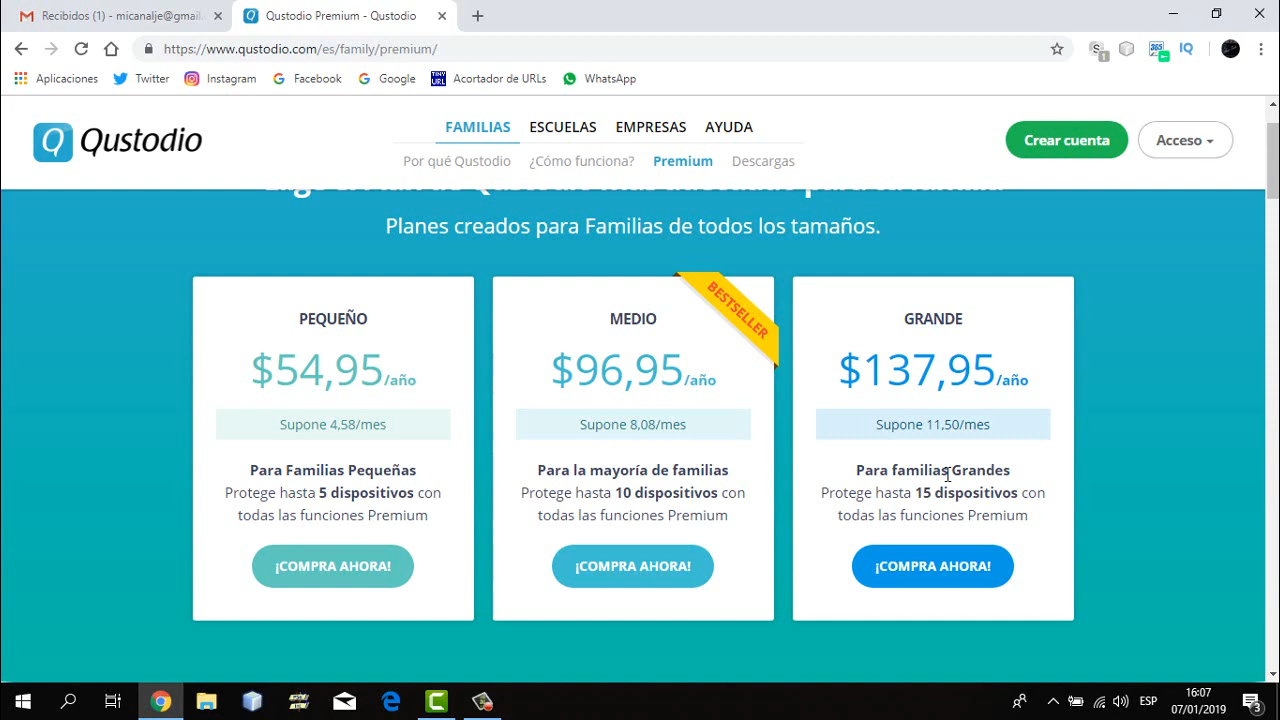 Recibidos (1) - micanalje@gmail.
Qustodio Premium - Qustodio
https://www.qustodio.com/es/family/premium/
Aplicaciones
Twitter
Instagram
Facebook
Google
TINY
URL
Acortador de URLs
WhatsApp
S
1
365
IQ
Qustodio
FAMILIAS
ESCUELAS
EMPRESAS
AYUDA
Por qué Qustodio
¿Cómo funciona?
Premium
Descargas
Crear cuenta
Acceso
Planes creados para Familias de todos los tamaños.
PEQUEÑO
$54,95/año
Supone 4,58/mes
Para Familias Pequeñas
Protege hasta 5 dispositivos con
todas las funciones Premium
¡COMPRA AHORA!
BESTSELLER
MEDIO
$96,95/año
Supone 8,08/mes
Para la mayoría de familias
Protege hasta 10 dispositivos con
todas las funciones Premium
¡COMPRA AHORA!
GRANDE
$137,95/año
Supone 11,50/mes
Para familias Grandes
Protege hasta 15 dispositivos con
todas las funciones Premium
¡COMPRA AHORA!
ESP
16:07
07/01/2019
3